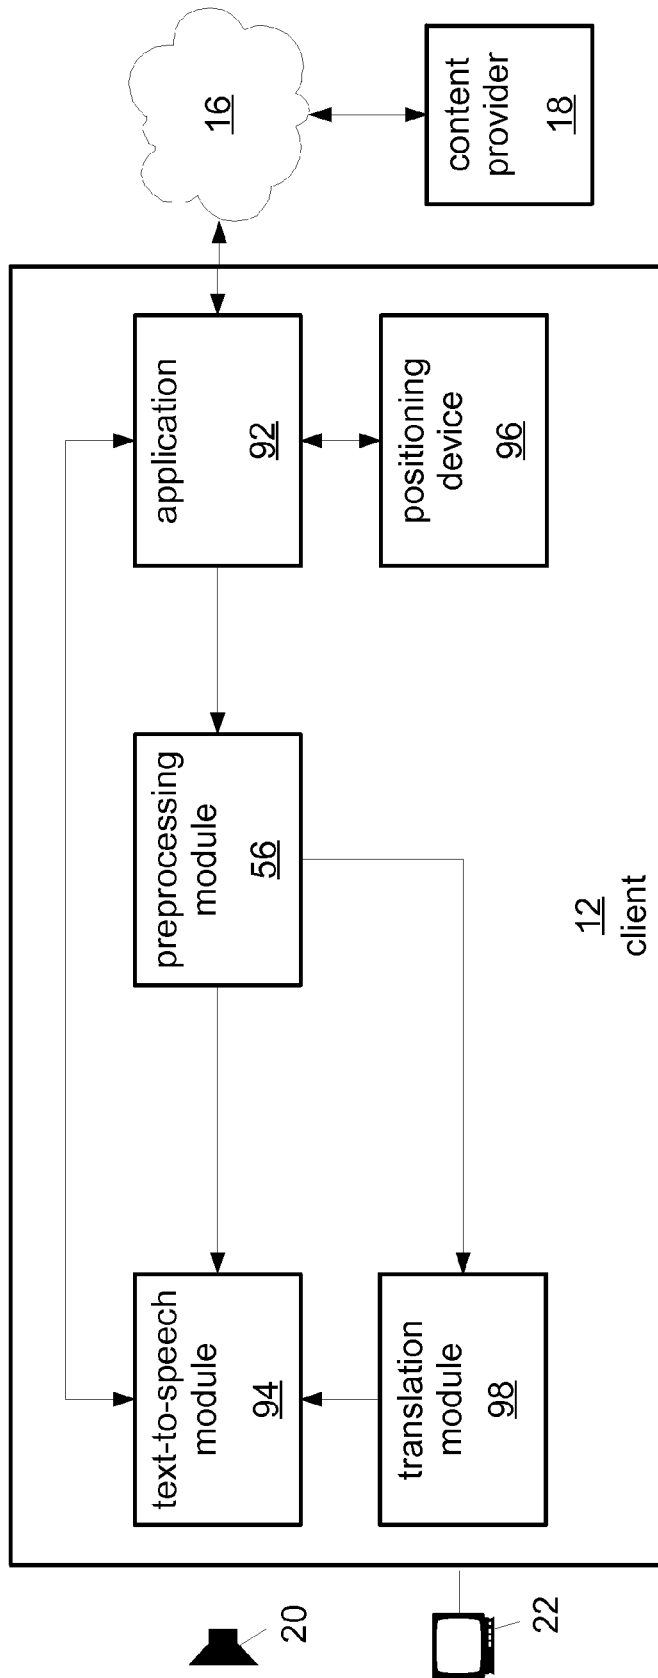 16
content
provider
18
application
92
positioning
device
96
preprocessing
module
56
12
client
text-to-speech
module
94
translation
module
98
20
22